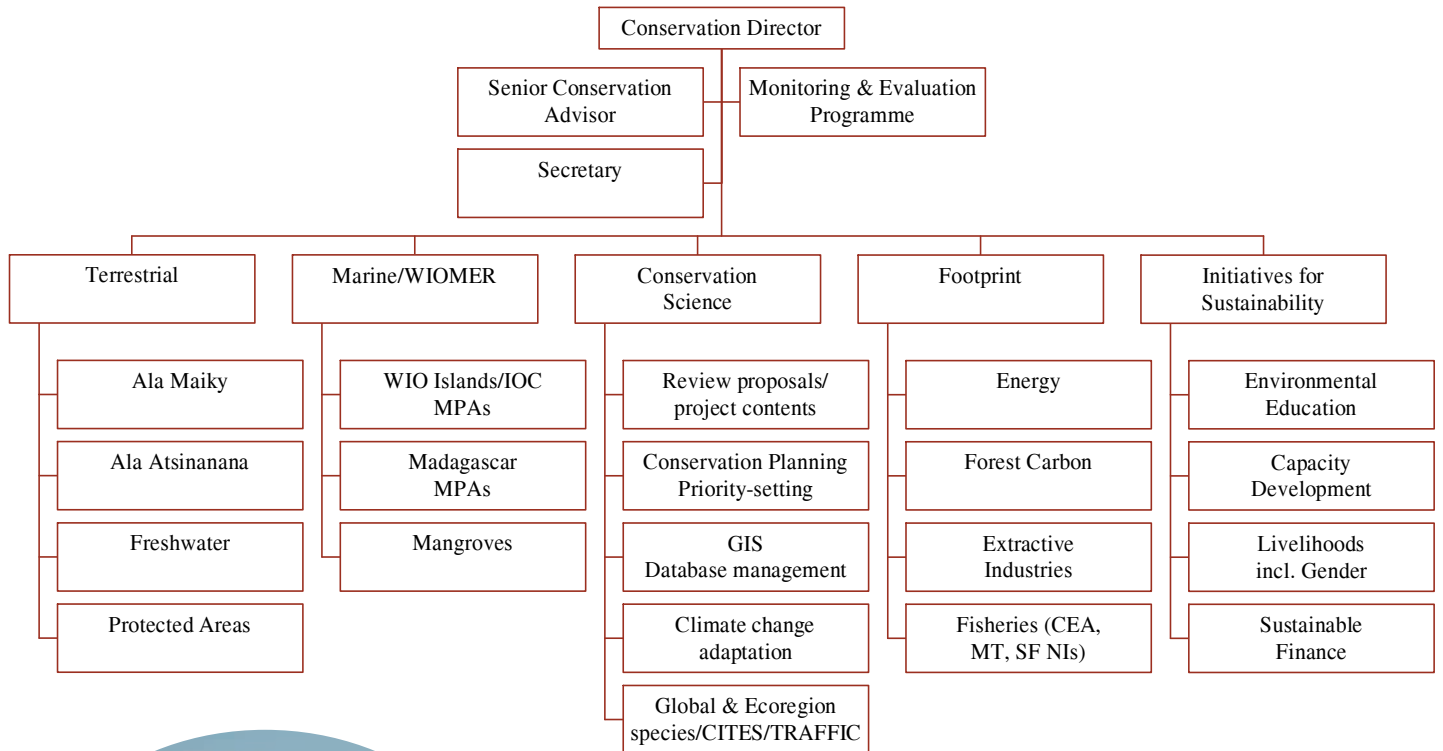 Conservation Director
Senior Conservation
Advisor
Monitoring & Evaluation
Programme
Secretary
Terrestrial
Marine/WIOMER
Conservation
Science
Footprint
Initiatives for
Sustainability
Ala Maiky
Ala Atsinanana
Freshwater
Protected Areas
WIO Islands/IOC
MPAs
Madagascar
MPAs
Mangroves
Review proposals/
project contents
Conservation Planning
Priority-setting
GIS
Database management
Climate change
adaptation
Global & Ecoregion
species/CITES/TRAFFIC
Energy
Forest Carbon
Extractive
Industries
Fisheries (CEA,
MT, SF NIs)
Environmental
Education
Capacity
Development
Livelihoods
incl. Gender
Sustainable
Finance